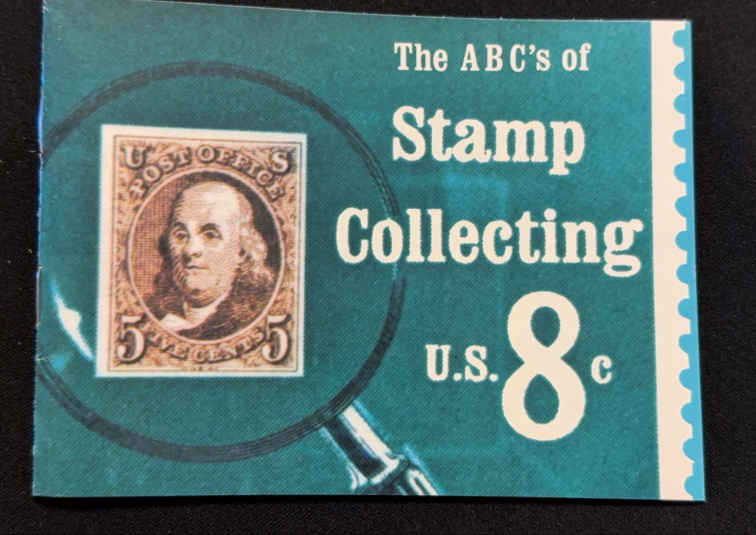 The ABC's of
Stamp
Collecting
U.S. 8c
U S
POST OFFICE
5 FIVE CENTS 5